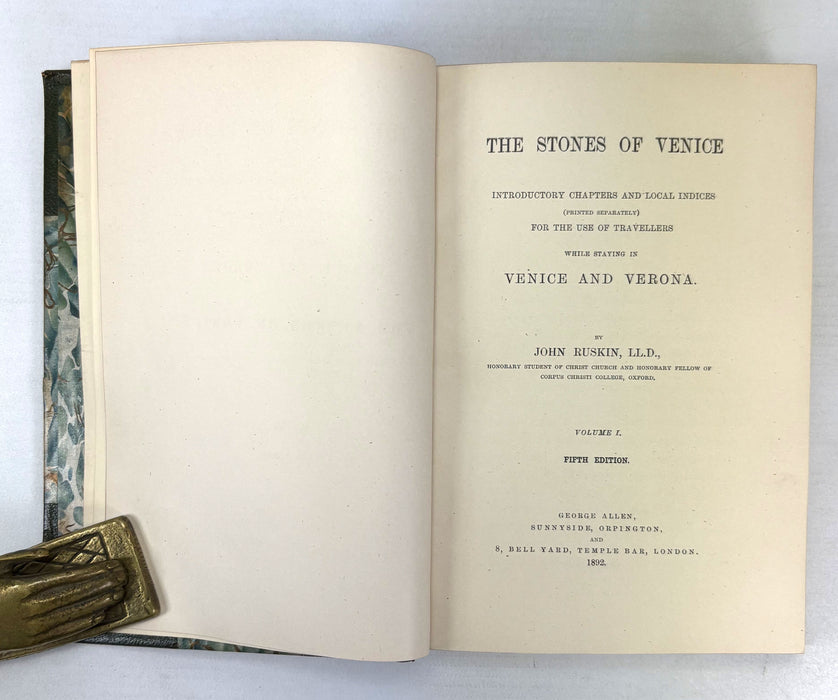 THE STONES OF VENICE
INTRODUCTORY CHAPTERS AND LOCAL INDICES
(PRINTED SEPARATELY)
FOR THE USE OF TRAVELLERS
WHILE STAYING IN
VENICE AND VERONA.
BY
JOHN RUSKIN, LL.D.,
HONORARY STUDENT OF CHRIST CHURCH AND HONORARY FELLOW OF
CORPUS CHRISTI COLLEGE, OXFORD.
VOLUME I.
FIFTH EDITION.
GEORGE ALLEN,
SUNNYSIDE, ORPINGTON,
AND
8, BELL YARD, TEMPLE BAR, LONDON.
1892.